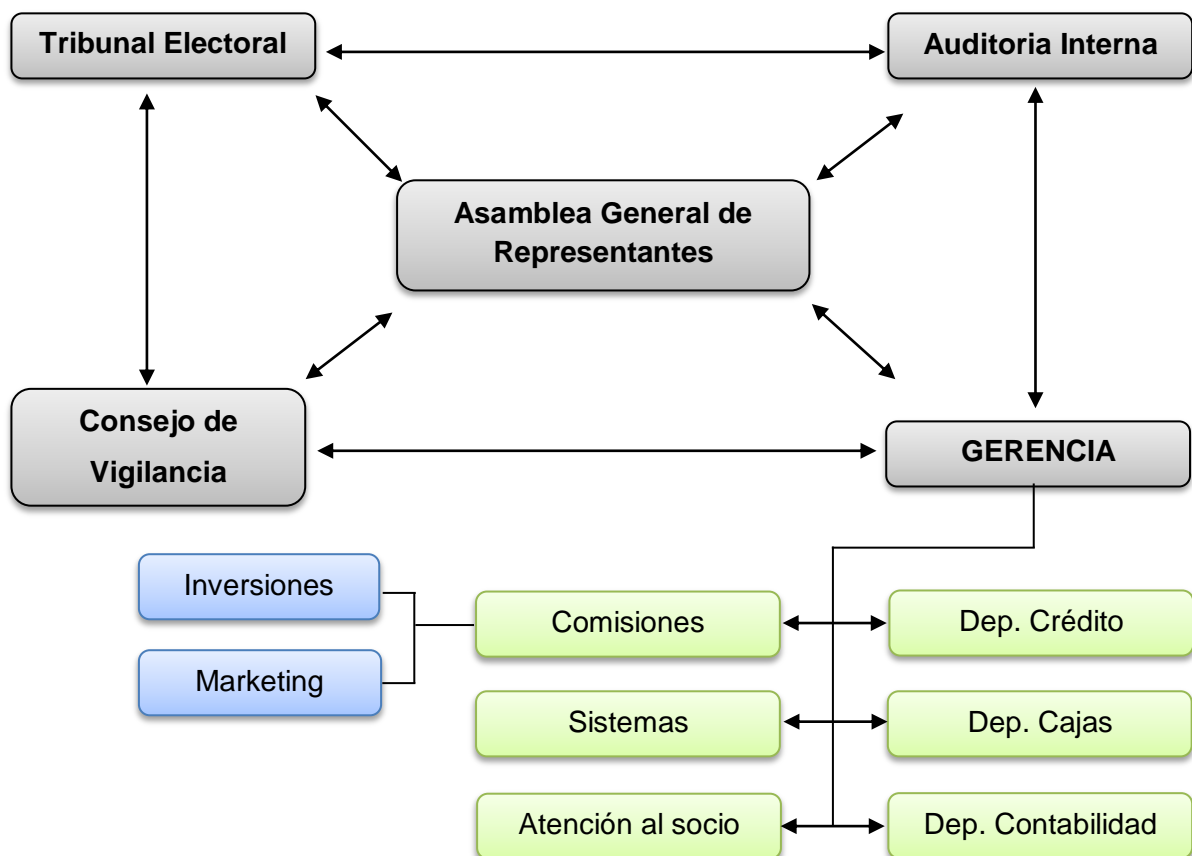 Tribunal Electoral
Auditoria Interna
Asamblea General de
Representantes
Consejo de
Vigilancia
GERENCIA
Inversiones
Marketing
Comisiones
Dep. Crédito
Sistemas
Dep. Cajas
Atención al socio
Dep. Contabilidad